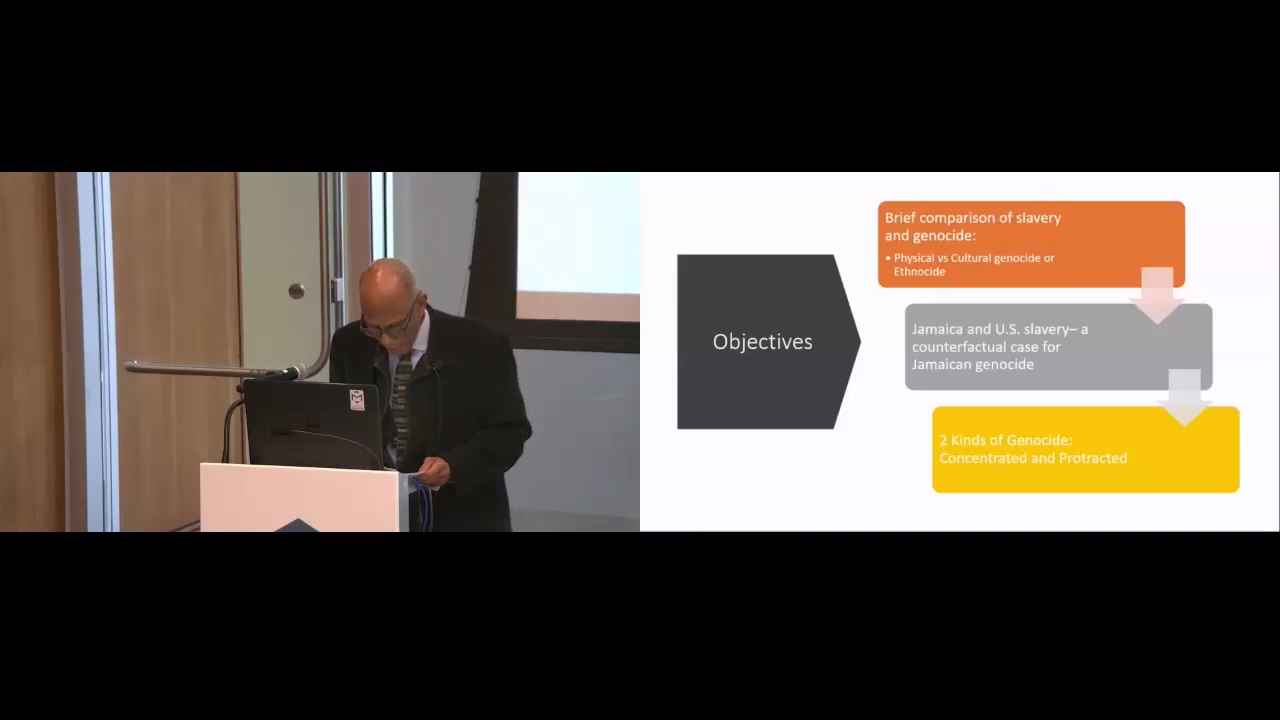 Objectives
Brief comparison of slavery
and genocide:
• Physical vs Cultural genocide or
Ethnocide
Jamaica and U.S. slavery– a
counterfactual case for
Jamaican genocide
2 Kinds of Genocide:
Concentrated and Protracted